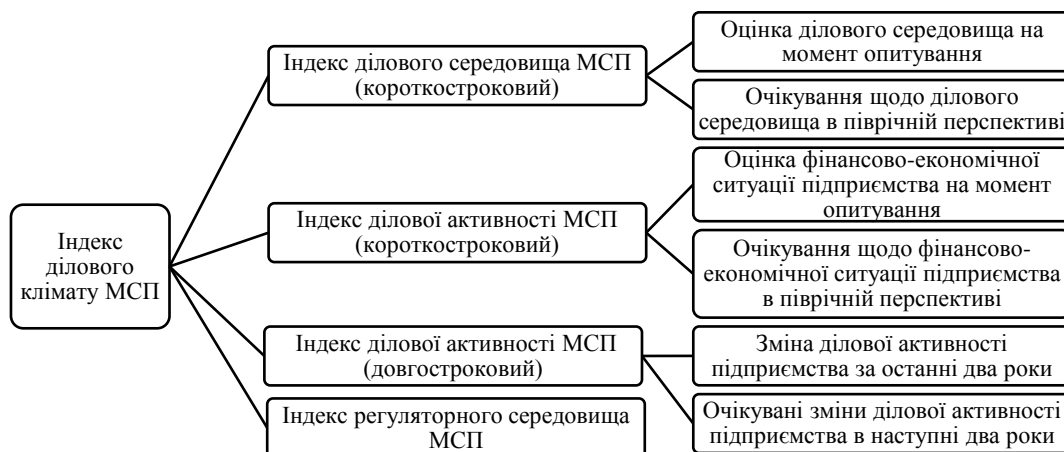 Індекс
ділового
клімату МСП
Індекс ділового середовища МСП
(короткостроковий)
Оцінка ділового середовища на
момент опитування
Очікування щодо ділового
середовища в піврічній перспективі
Індекс ділової активності МСП
(короткостроковий)
Оцінка фінансово-економічної
ситуації підприємства на момент
опитування
Очікування щодо фінансово-
економічної ситуації підприємства
в піврічній перспективі
Індекс ділової активності МСП
(довгостроковий)
Зміна ділової активності
підприємства за останні два роки
Очікувані зміни ділової активності
підприємства в наступні два роки
Індекс регуляторного середовища
МСП